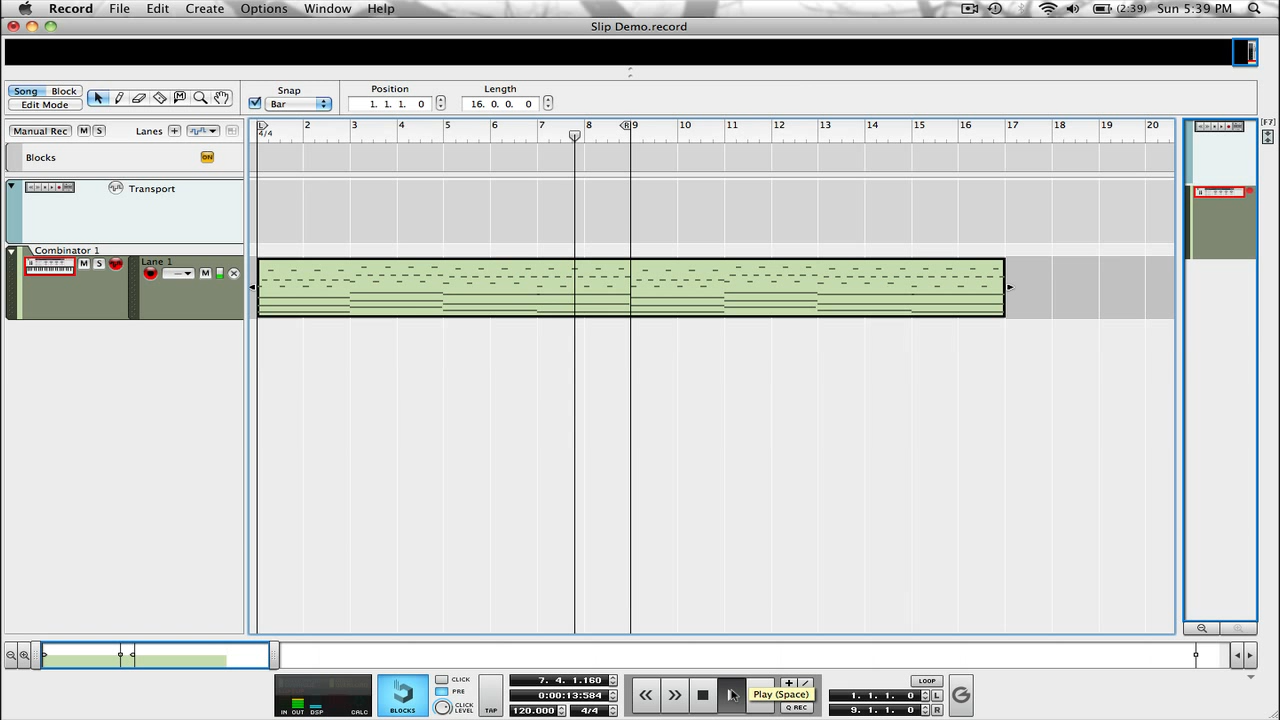 Record File Edit Create Options Window Help (2:39) Sun 5:39 PM
Slip Demo.record
Song Block
Edit Mode
Snap
Bar
Position
1. 1. 1. 0
Length
16. 0. 0. 0
Manual Rec M S Lanes
L 2 3 4 5 6 7 8 R 9 10 11 12 13 14 15 16 17 18 19 20
4/4
[F7]
Blocks ON
Transport
Combinator 1
M S Lane 1
M
IN OUT DSP CALC
BLOCKS
CLICK
PRE
CLICK LEVEL
TAP
7. 4. 1.160
0:00:13:584
120.000 4/4
Play (Space)
Q REC
LOOP
1. 1. 1. 0 L
9. 1. 1. 0 R